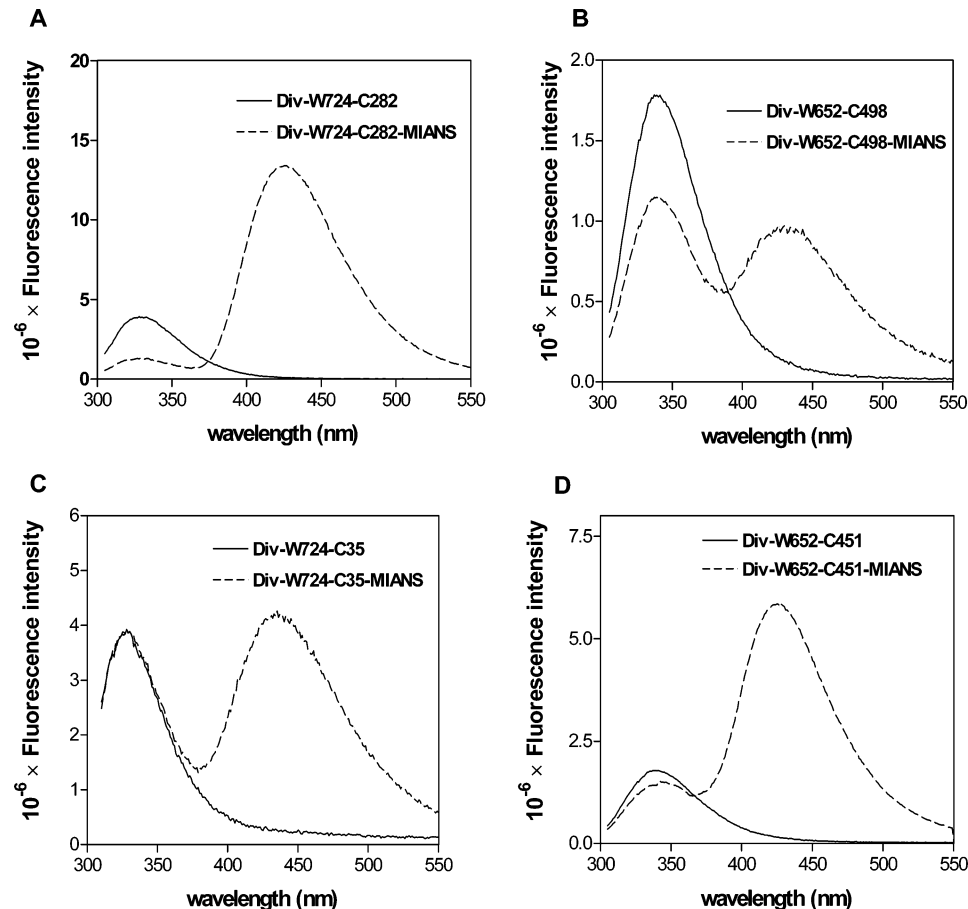 A
10-6 × Fluorescence intensity
20
15
10
5
0
Div-W724-C282
Div-W724-C282-MIANS
300 350 400 450 500 550
wavelength (nm)
B
10-6 × Fluorescence intensity
2.0
1.5
1.0
0.5
0.0
Div-W652-C498
Div-W652-C498-MIANS
300 350 400 450 500 550
wavelength (nm)
C
10-6 × Fluorescence intensity
6
5
4
3
2
1
0
Div-W724-C35
Div-W724-C35-MIANS
300 350 400 450 500 550
wavelength (nm)
D
10-6 × Fluorescence intensity
7.5
5.0
2.5
0.0
Div-W652-C451
Div-W652-C451-MIANS
300 350 400 450 500 550
wavelength (nm)